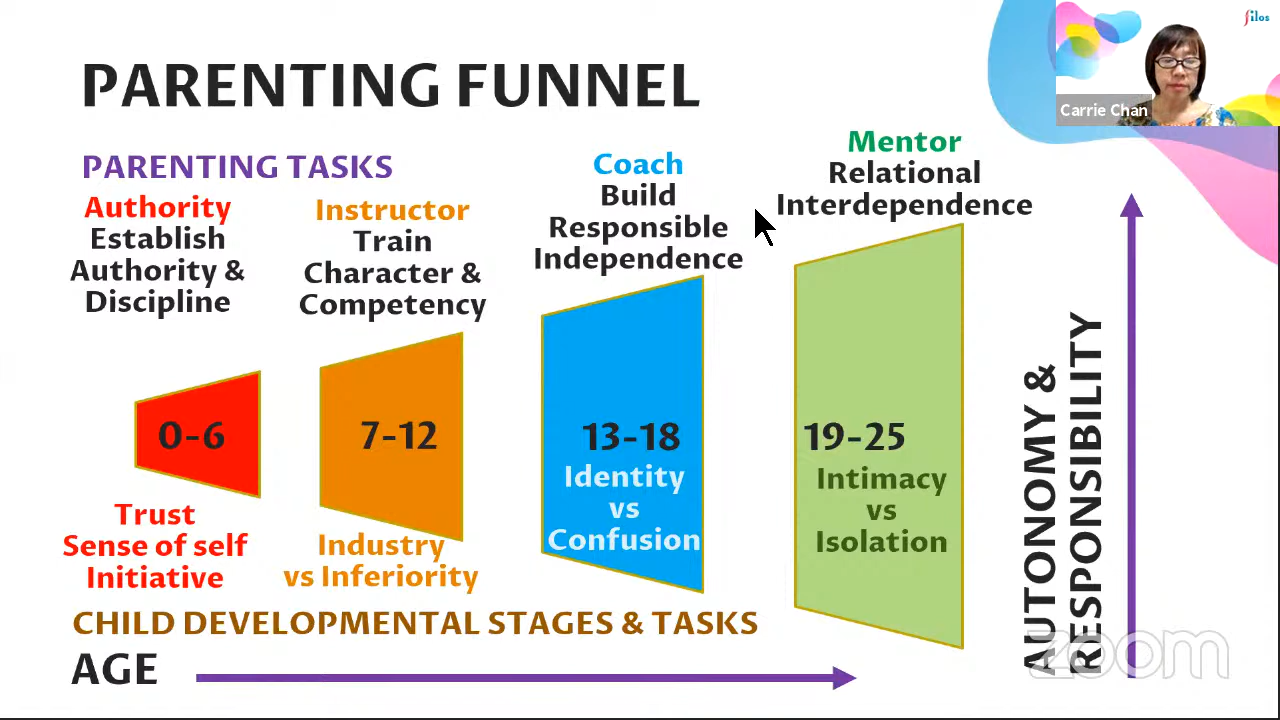 PARENTING FUNNEL
filos
Carrie Chan
PARENTING TASKS
Authority
Establish
Authority &
Discipline
Instructor
Train
Character &
Competency
Coach
Build
Responsible
Independence
Mentor
Relational
Interdependence
0-6
7-12
13-18
19-25
Trust
Sense of self
Initiative
Industry
vs Inferiority
Identity
vs
Confusion
Intimacy
vs
Isolation
CHILD DEVELOPMENTAL STAGES & TASKS
AGE
AUTONOMY &
RESPONSIBILITY
zoom